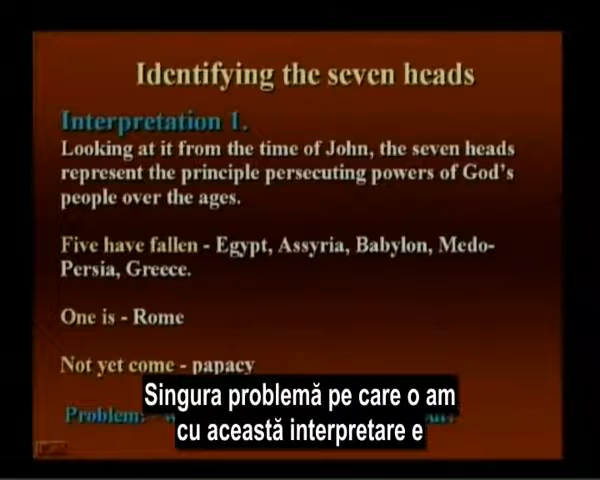 Identifying the seven heads
Interpretation 1.
Looking at it from the time of John, the seven heads
represent the principle persecuting powers of God's
people over the ages.
Five have fallen - Egypt, Assyria, Babylon, Medo-
Persia, Greece.
One is - Rome
Not yet come - papacy
Problem:
Singura problemă pe care o am
cu această interpretare e